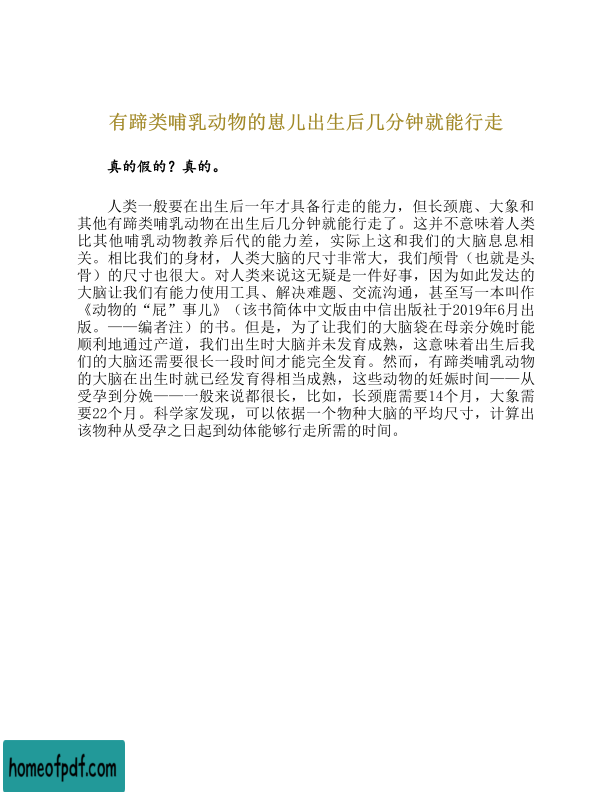 有蹄类哺乳动物的崽儿出生后几分钟就能行走
真的假的？真的。
人类一般要在出生后一年才具备行走的能力，但长颈鹿、大象和
其他有蹄类哺乳动物在出生后几分钟就能行走了。这并不意味着人类
比其他哺乳动物教养后代的能力差，实际上这和我们的大脑息息相
关。相比我们的身材，人类大脑的尺寸非常大，我们颅骨（也就是头
骨）的尺寸也很大。对人类来说这无疑是一件好事，因为如此发达的
大脑让我们有能力使用工具、解决难题、交流沟通，甚至写一本叫作
《动物的“屁”事儿》（该书简体中文版由中信出版社于2019年6月出
版。——编者注）的书。但是，为了让我们的大脑袋在母亲分娩时能
顺利地通过产道，我们出生时大脑并未发育成熟，这意味着出生后我
们的大脑还需要很长一段时间才能完全发育。然而，有蹄类哺乳动物
的大脑在出生时就已经发育得相当成熟，这些动物的妊娠时间——从
受孕到分娩——一般来说都很长，比如，长颈鹿需要14个月，大象需
要22个月。科学家发现，可以依据一个物种大脑的平均尺寸，计算出
该物种从受孕之日起到幼体能够行走所需的时间。
homeofpdf.com